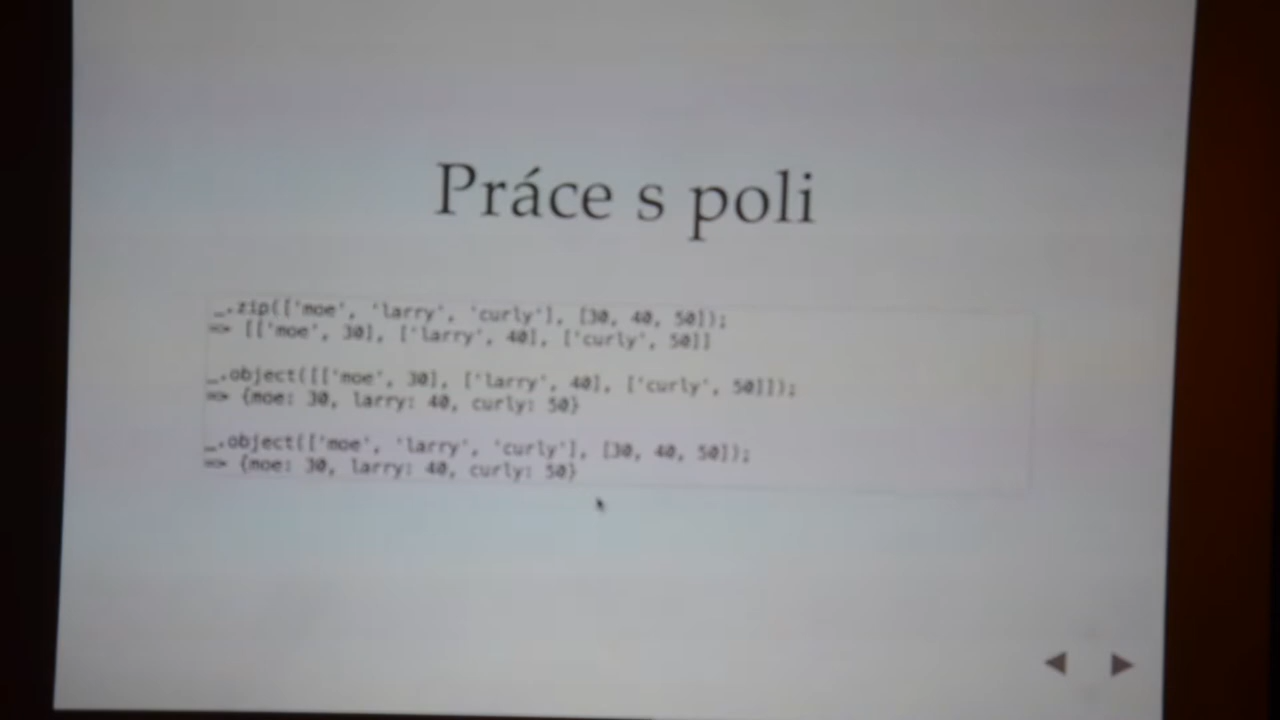 Práce s poli
_.zip(['moe', 'larry', 'curly'], [30, 40, 50]);
=> [['moe', 30], ['larry', 40], ['curly', 50]]
_.object([['moe', 30], ['larry', 40], ['curly', 50]]);
=> {moe: 30, larry: 40, curly: 50}
_.object(['moe', 'larry', 'curly'], [30, 40, 50]);
=> {moe: 30, larry: 40, curly: 50}